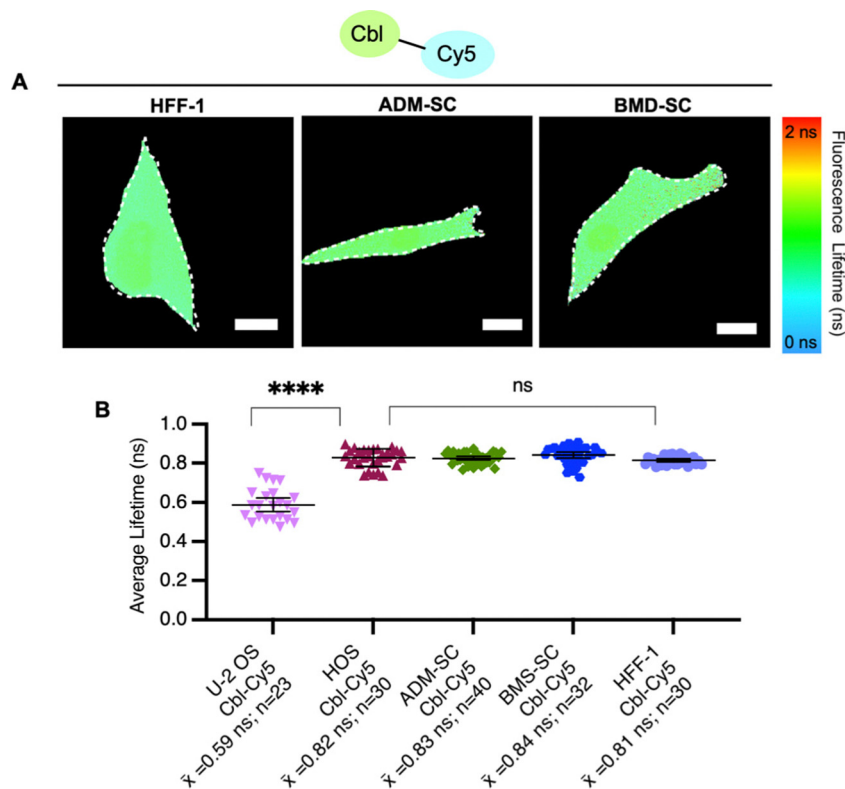 Cbl
Cy5
A
HFF-1
ADM-SC
BMD-SC
2 ns
0 ns
Fluorescence Lifetime (ns)
B
****
ns
Average Lifetime (ns)
1.0
0.8
0.6
0.4
0.2
0.0
U-2 OS
Cbl-Cy5
x̄ =0.59 ns; n=23
HOS
Cbl-Cy5
x̄ =0.82 ns; n=30
ADM-SC
Cbl-Cy5
x̄ =0.83 ns; n=40
BMS-SC
Cbl-Cy5
x̄ =0.84 ns; n=32
HFF-1
Cbl-Cy5
x̄ =0.81 ns; n=30